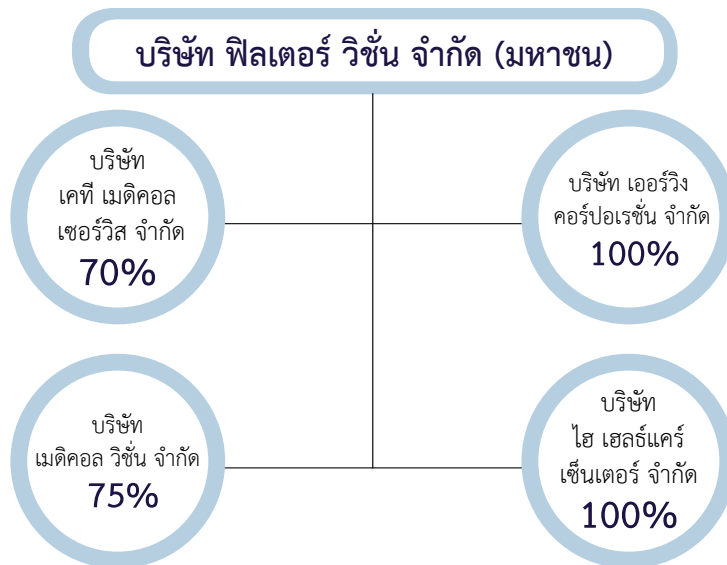 บริษัท ฟิลเตอร์ วิชั่น จำกัด (มหาชน)
บริษัท
เคที เมดิคอล
เซอร์วิส จำกัด
70%
บริษัท เออร์วิง
คอร์ปอเรชั่น จำกัด
100%
บริษัท
เมดิคอล วิชั่น จำกัด
75%
บริษัท
ไฮ เฮลธ์แคร์
เซ็นเตอร์ จำกัด
100%